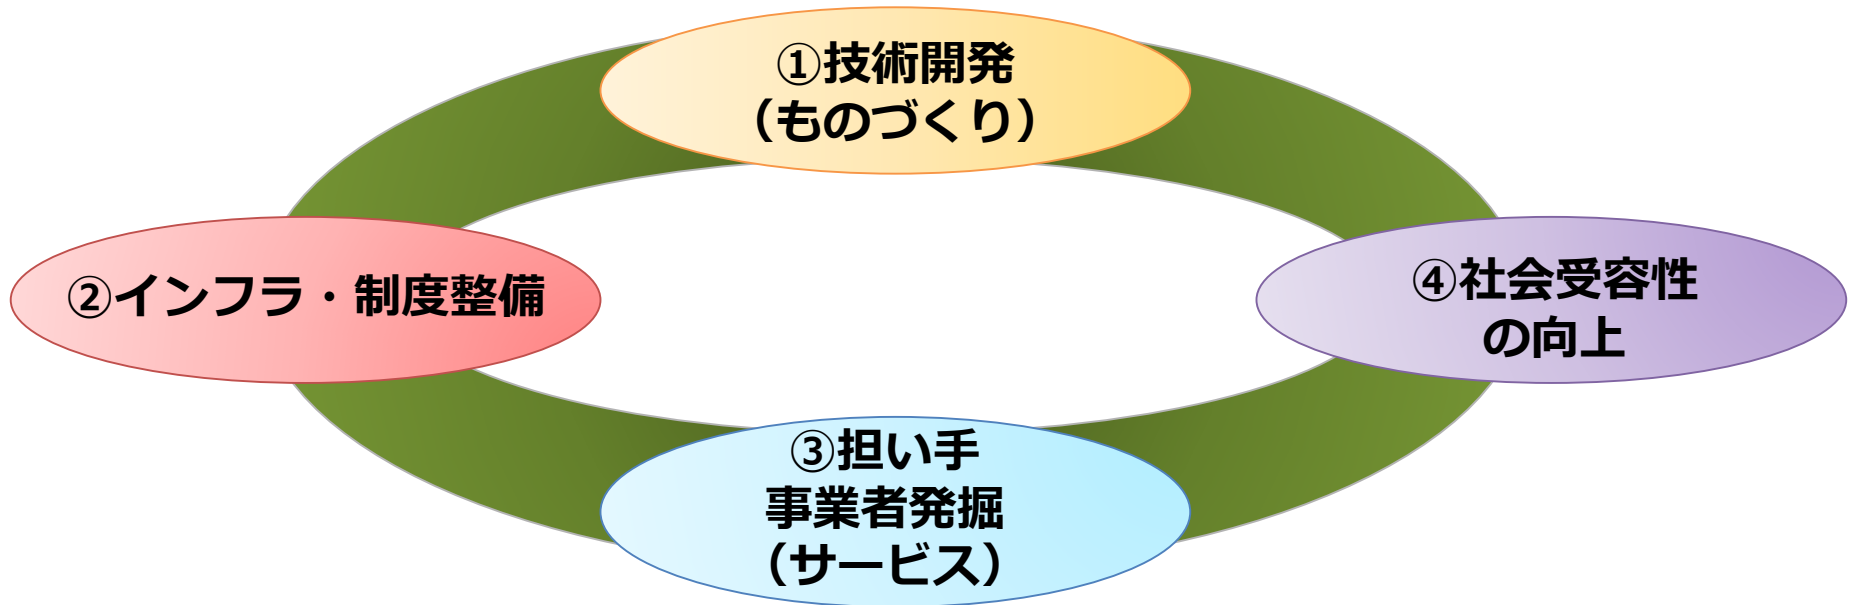 ①技術開発
（ものづくり）
②インフラ・制度整備
④社会受容性
の向上
③担い手
事業者発掘
（サービス）